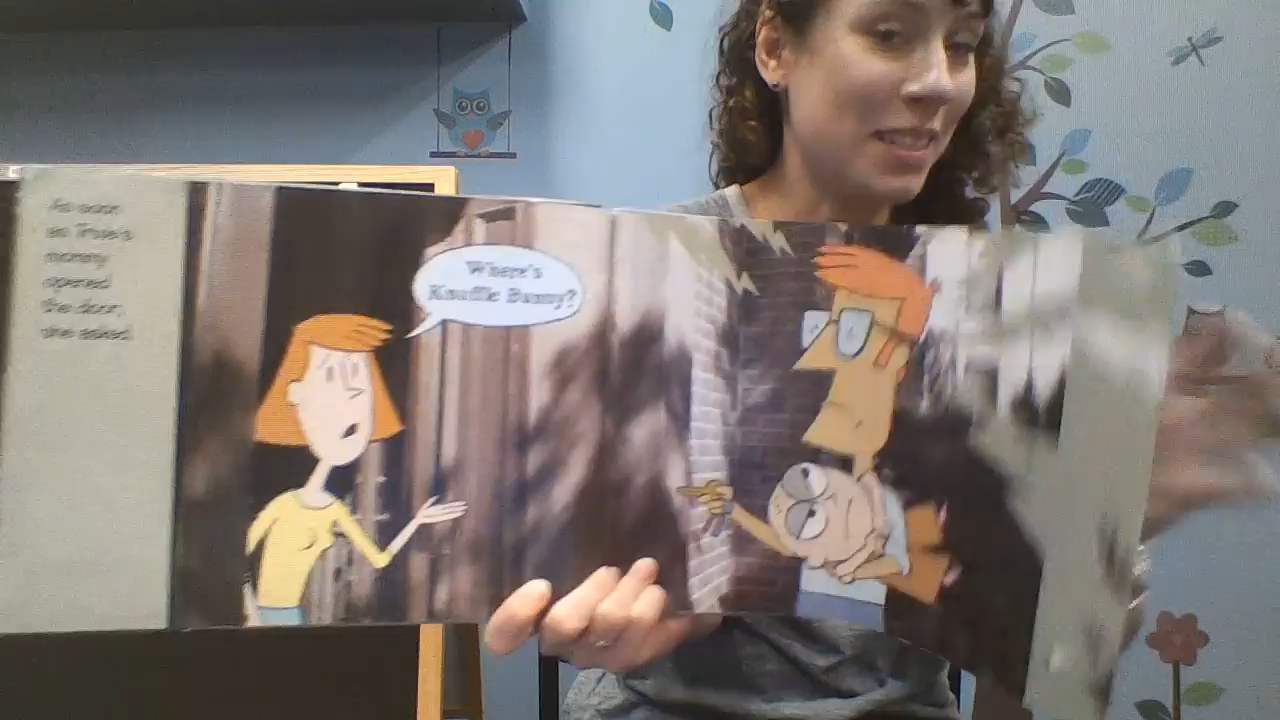 As soon
as Trixie's
mommy
opened
the door,
she asked,
Where's
Knuffle Bunny?